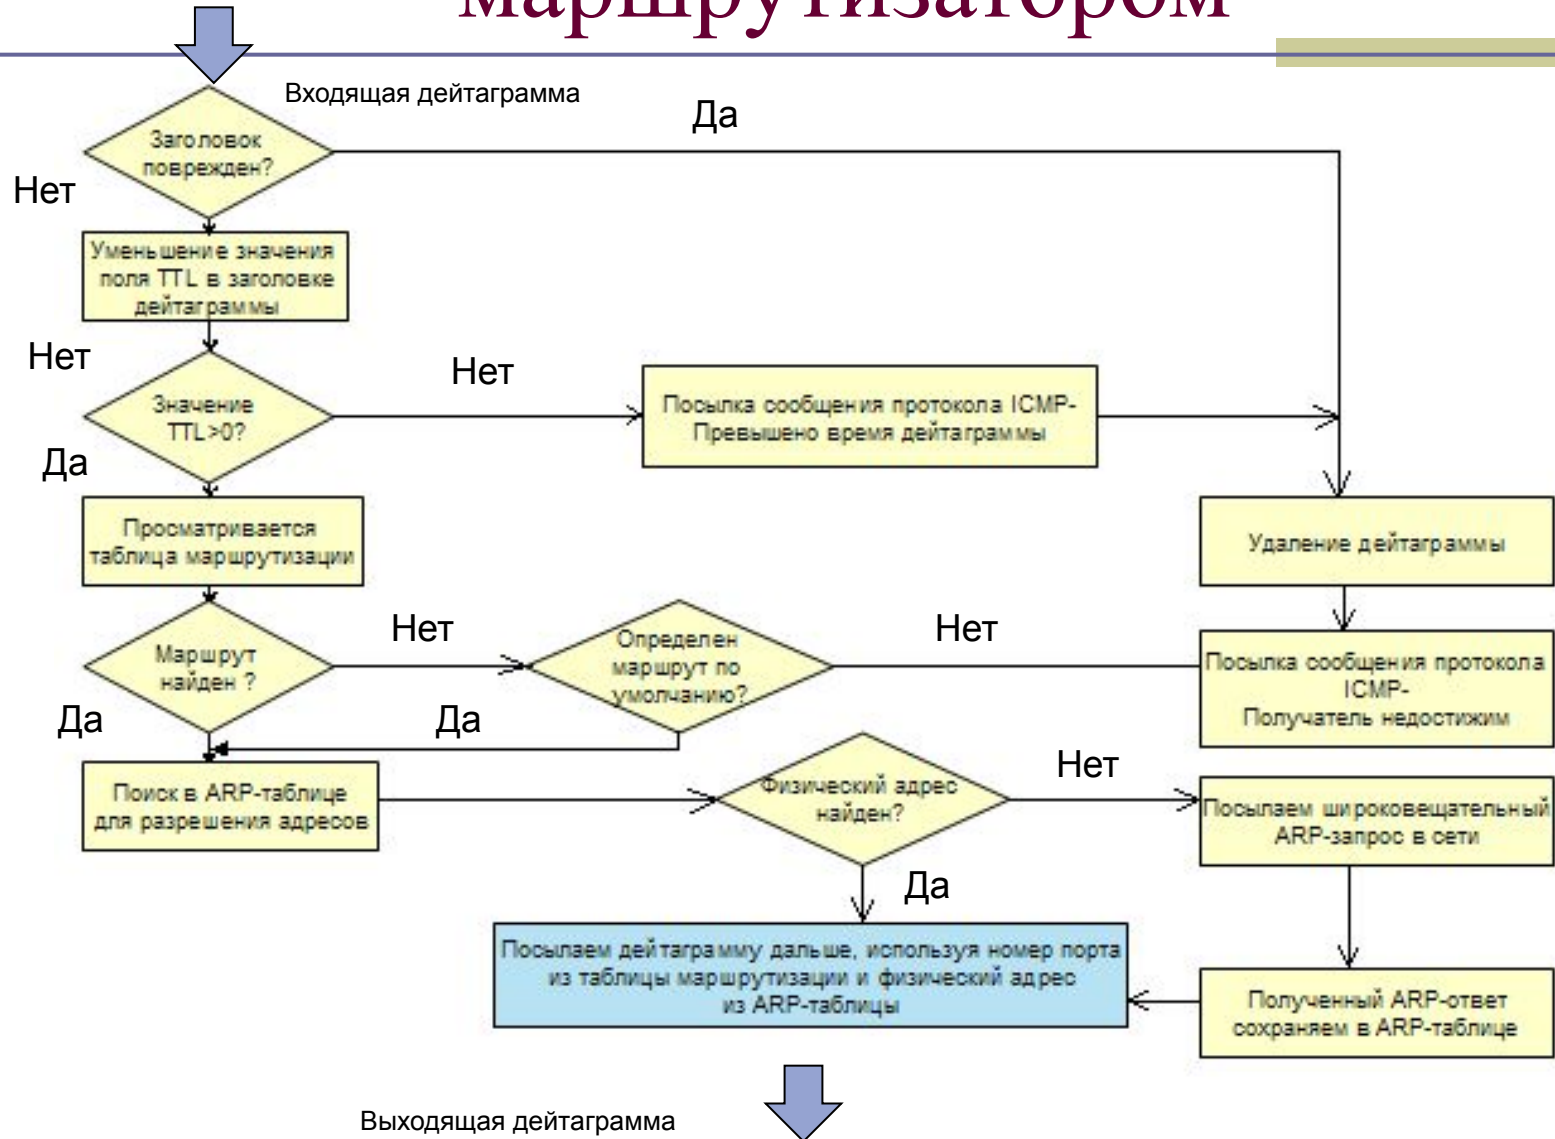 маршрутизатором
Входящая дейтаграмма
Да
Заголовок
поврежден?
Нет
Уменьшение значения
поля TTL в заголовке
дейтаграммы
Нет
Нет
Значение
TTL>0?
Посылка сообщения протокола ICMP-
Превышено время дейтаграммы
Да
Просматривается
таблица маршрутизации
Удаление дейтаграммы
Маршрут
найден ?
Нет
Определен
маршрут по
умолчанию?
Нет
Посылка сообщения протокола
ICMP-
Получатель недостижим
Да
Да
Поиск в ARP-таблице
для разрешения адресов
Физический адрес
найден?
Нет
Посылаем широковещательный
ARP-запрос в сети
Да
Посылаем дейтаграмму дальше, используя номер порта
из таблицы маршрутизации и физический адрес
из ARP-таблицы
Полученный ARP-ответ
сохраняем в ARP-таблице
Выходящая дейтаграмма